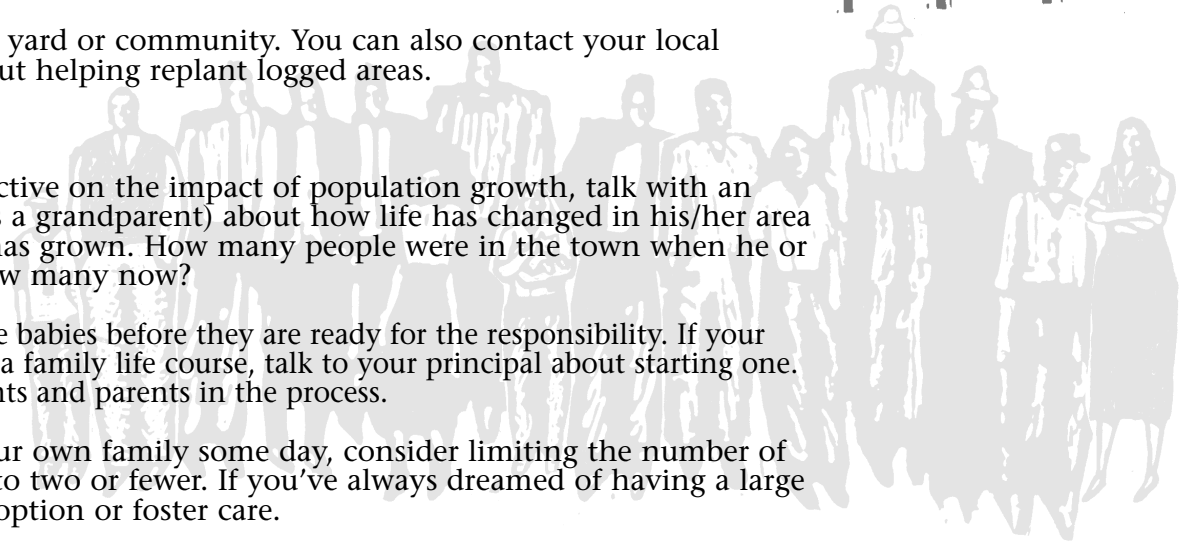 yard or community. You can also contact your local
ut helping replant logged areas.
ctive on the impact of population growth, talk with an
s a grandparent) about how life has changed in his/her area
has grown. How many people were in the town when he or
w many now?
e babies before they are ready for the responsibility. If your
a family life course, talk to your principal about starting one.
nts and parents in the process.
ur own family some day, consider limiting the number of
to two or fewer. If you've always dreamed of having a large
option or foster care.